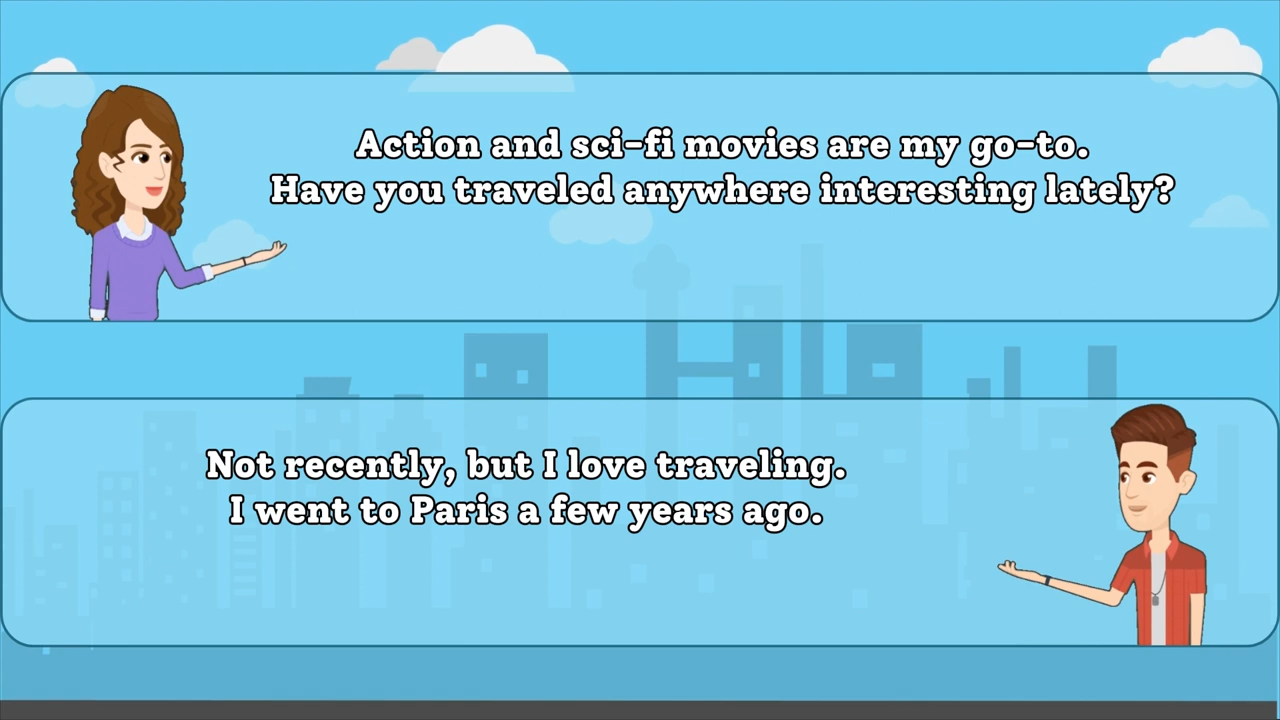 Action and sci-fi movies are my go-to.
Have you traveled anywhere interesting lately?
Not recently, but I love traveling.
I went to Paris a few years ago.